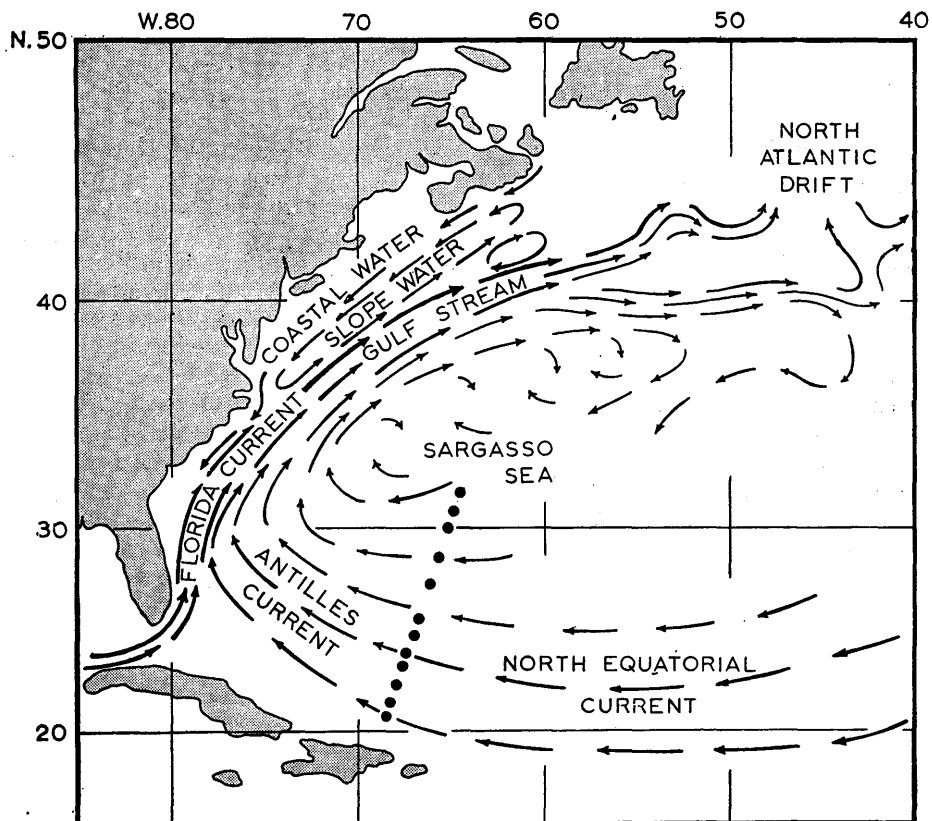 W.80 70 60 50 40
N.50
NORTH
ATLANTIC
DRIFT
COASTAL WATER
SLOPE WATER
GULF STREAM
40
FLORIDA CURRENT
SARGASSO
SEA
30
ANTILLES
CURRENT
NORTH EQUATORIAL
CURRENT
20